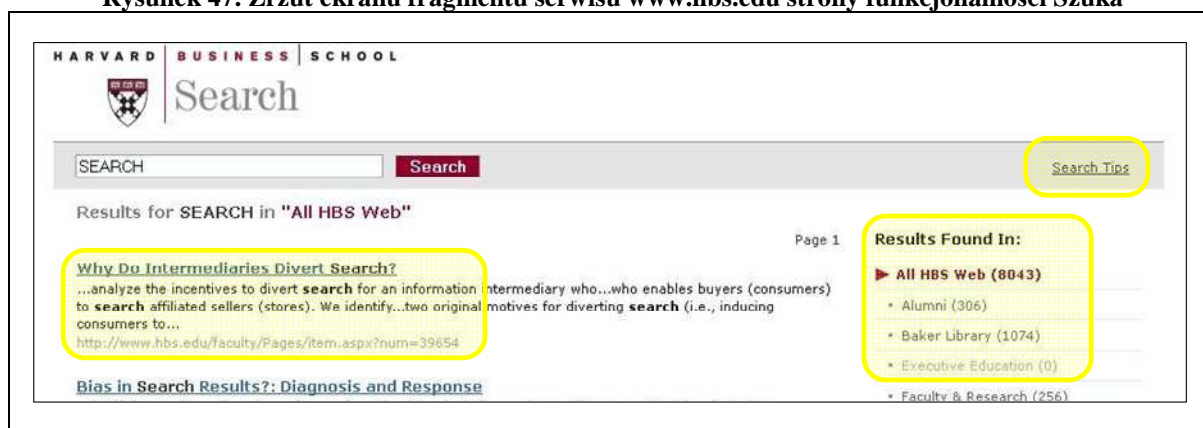 Rysunek 47. Zrzut ekranu fragmentu serwisu www.hbs.edu strony funkcjonalności Szuka
HARVARD BUSINESS SCHOOL
Search
SEARCH Search Search Tips
Results for SEARCH in "All HBS Web"
Page 1
Why Do Intermediaries Divert Search?
...analyze the incentives to divert search for an information intermediary who...who enables buyers (consumers)
to search affiliated sellers (stores). We identify...two original motives for diverting search (i.e., inducing
consumers to...
http://www.hbs.edu/faculty/Pages/item.aspx?num=39654
Bias in Search Results?: Diagnosis and Response
Results Found In:
All HBS Web (8043)
• Alumni (306)
• Baker Library (1074)
• Executive Education (0)
• Faculty & Research (256)